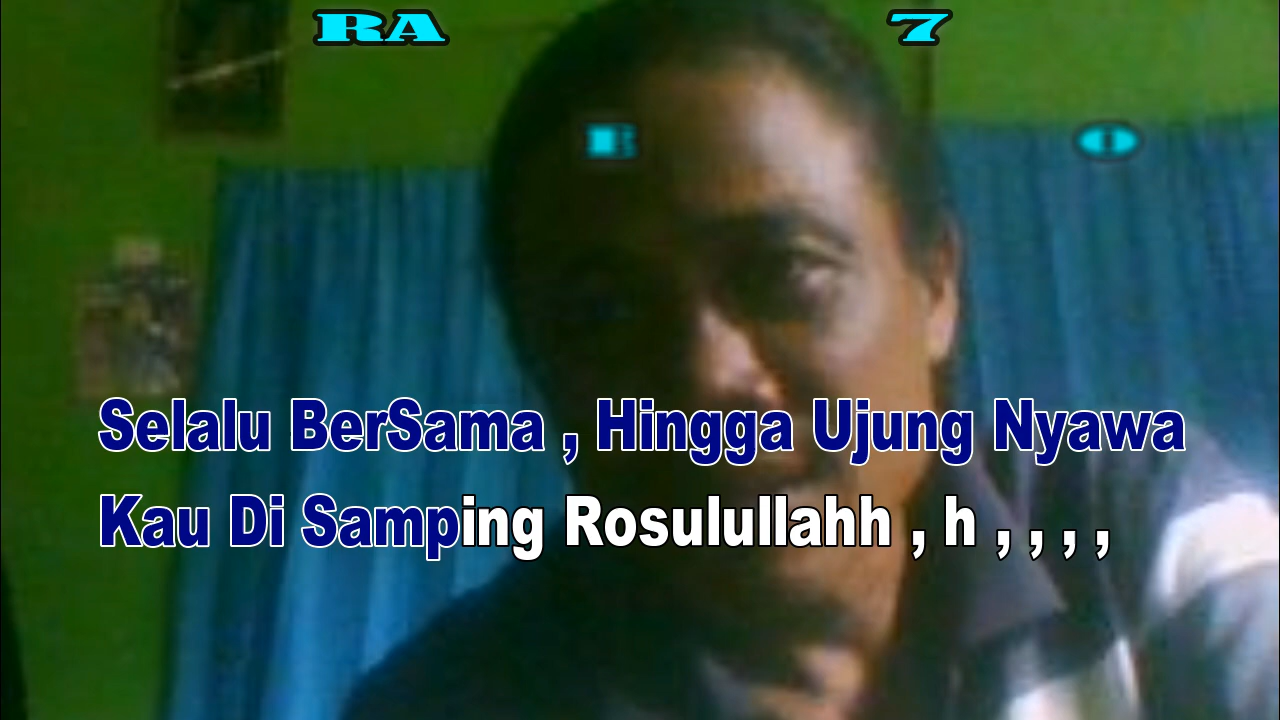 RA 7
E O
Selalu BerSama , Hingga Ujung Nyawa
Kau Di Samping Rosulullahh , h , , , ,